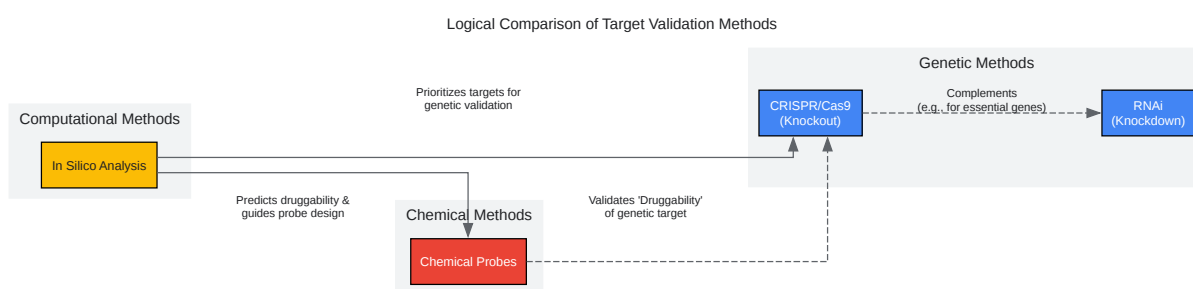 Logical Comparison of Target Validation Methods
Genetic Methods
Prioritizes targets for
genetic validation
CRISPR/Cas9
(Knockout)
Complements
(e.g., for essential genes)
RNAi
(Knockdown)
Computational Methods
In Silico Analysis
Predicts druggability &
guides probe design
Chemical Methods
Validates 'Druggability'
of genetic target
Chemical Probes